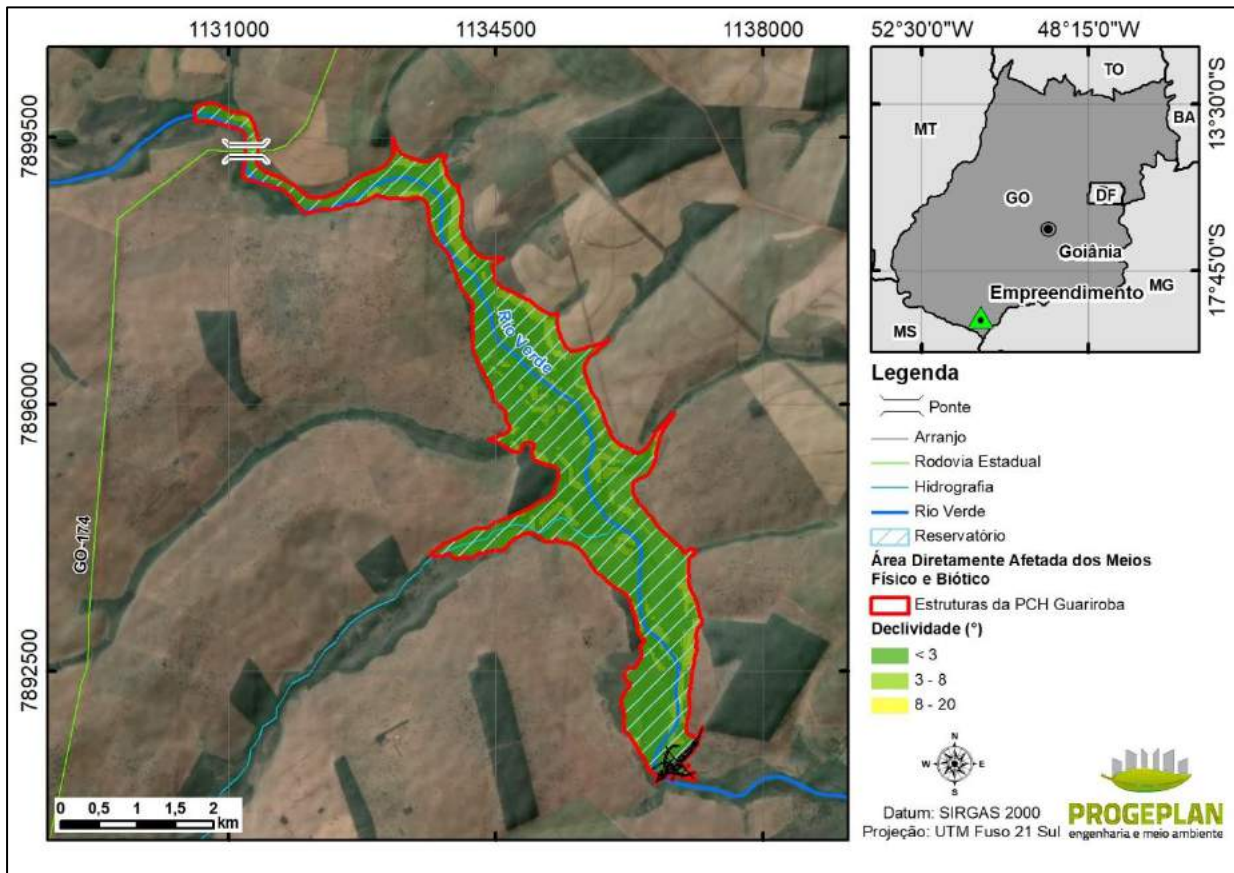 1131000
1134500
1138000
7899500
7896000
7892500
Rio Verde
GO-174
0 0,5 1 1,5 2
km
52°30'0"W
48°15'0"W
13°30'0"S
17°45'0"S
TO
BA
MT
GO
DF
Goiânia
MG
Empreendimento
MS
Legenda
Ponte
Arranjo
Rodovia Estadual
Hidrografia
Rio Verde
Reservatório
Área Diretamente Afetada dos Meios
Físico e Biótico
Estruturas da PCH Guariroba
Declividade (°)
< 3
3 - 8
8 - 20
N
W
E
S
Datum: SIRGAS 2000
Projeção: UTM Fuso 21 Sul
PROGEPLAN
engenharia e meio ambiente